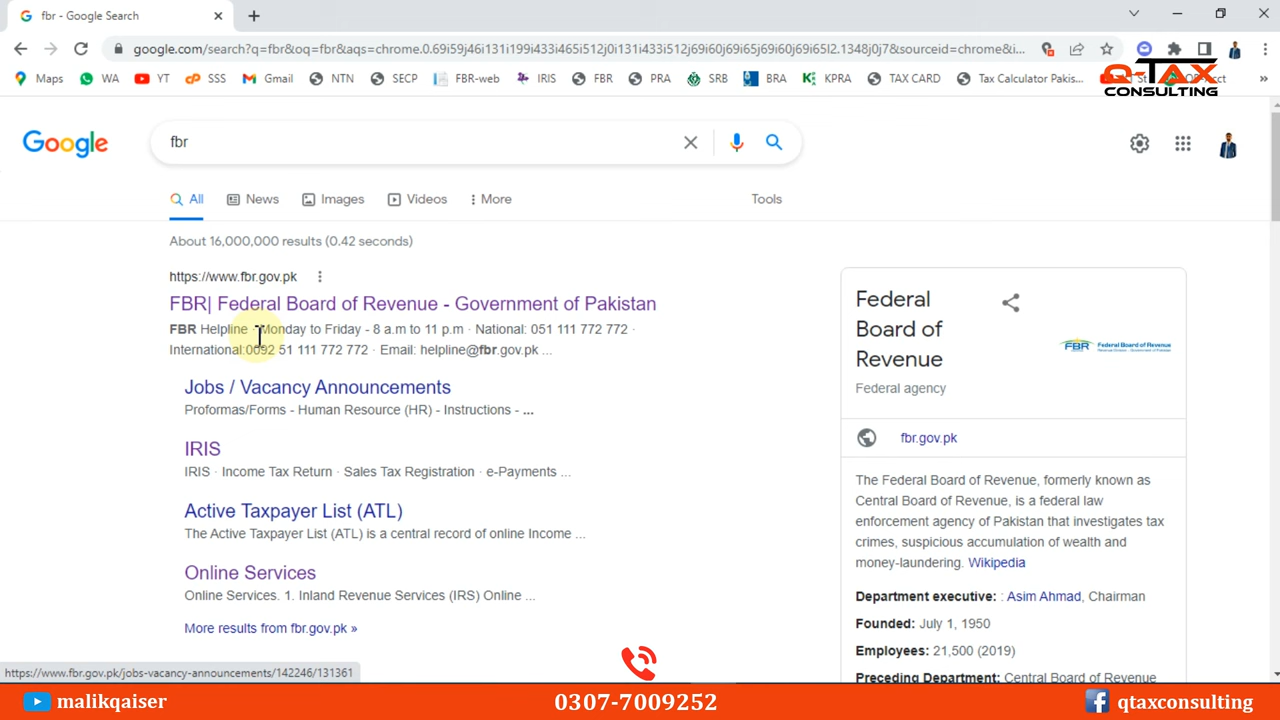 fbr - Google Search
google.com/search?q=fbr&oq=fbr&aqs=chrome.0.69i59j46i131i199i433i465i512j0i131i433i512j69i60j69i65j69i60j69i65l2.1348j0j7&sourceid=chrome&i...
Maps WA YT SSS Gmail NTN SECP FBR-web IRIS FBR PRA SRB BRA KPRA TAX CARD Tax Calculator Pakis...
Q-TAX
CONSULTING
Google fbr
All News Images Videos More Tools
About 16,000,000 results (0.42 seconds)
https://www.fbr.gov.pk
FBR| Federal Board of Revenue - Government of Pakistan
FBR Helpline · Monday to Friday - 8 a.m to 11 p.m · National: 051 111 772 772 ·
International:0092 51 111 772 772 · Email: helpline@fbr.gov.pk ...
Jobs / Vacancy Announcements
Proformas/Forms - Human Resource (HR) - Instructions - ...
IRIS
IRIS · Income Tax Return · Sales Tax Registration · e-Payments ...
Active Taxpayer List (ATL)
The Active Taxpayer List (ATL) is a central record of online Income ...
Online Services
Online Services. 1. Inland Revenue Services (IRS) Online ...
More results from fbr.gov.pk »
Federal
Board of
Revenue
Federal agency
FBR Federal Board of Revenue
fbr.gov.pk
The Federal Board of Revenue, formerly known as
Central Board of Revenue, is a federal law
enforcement agency of Pakistan that investigates tax
crimes, suspicious accumulation of wealth and
money-laundering. Wikipedia
Department executive: : Asim Ahmad, Chairman
Founded: July 1, 1950
Employees: 21,500 (2019)
Preceding Department: Central Board of Revenue
https://www.fbr.gov.pk/jobs-vacancy-announcements/142246/131361
malikqaiser
0307-7009252
qtaxconsulting